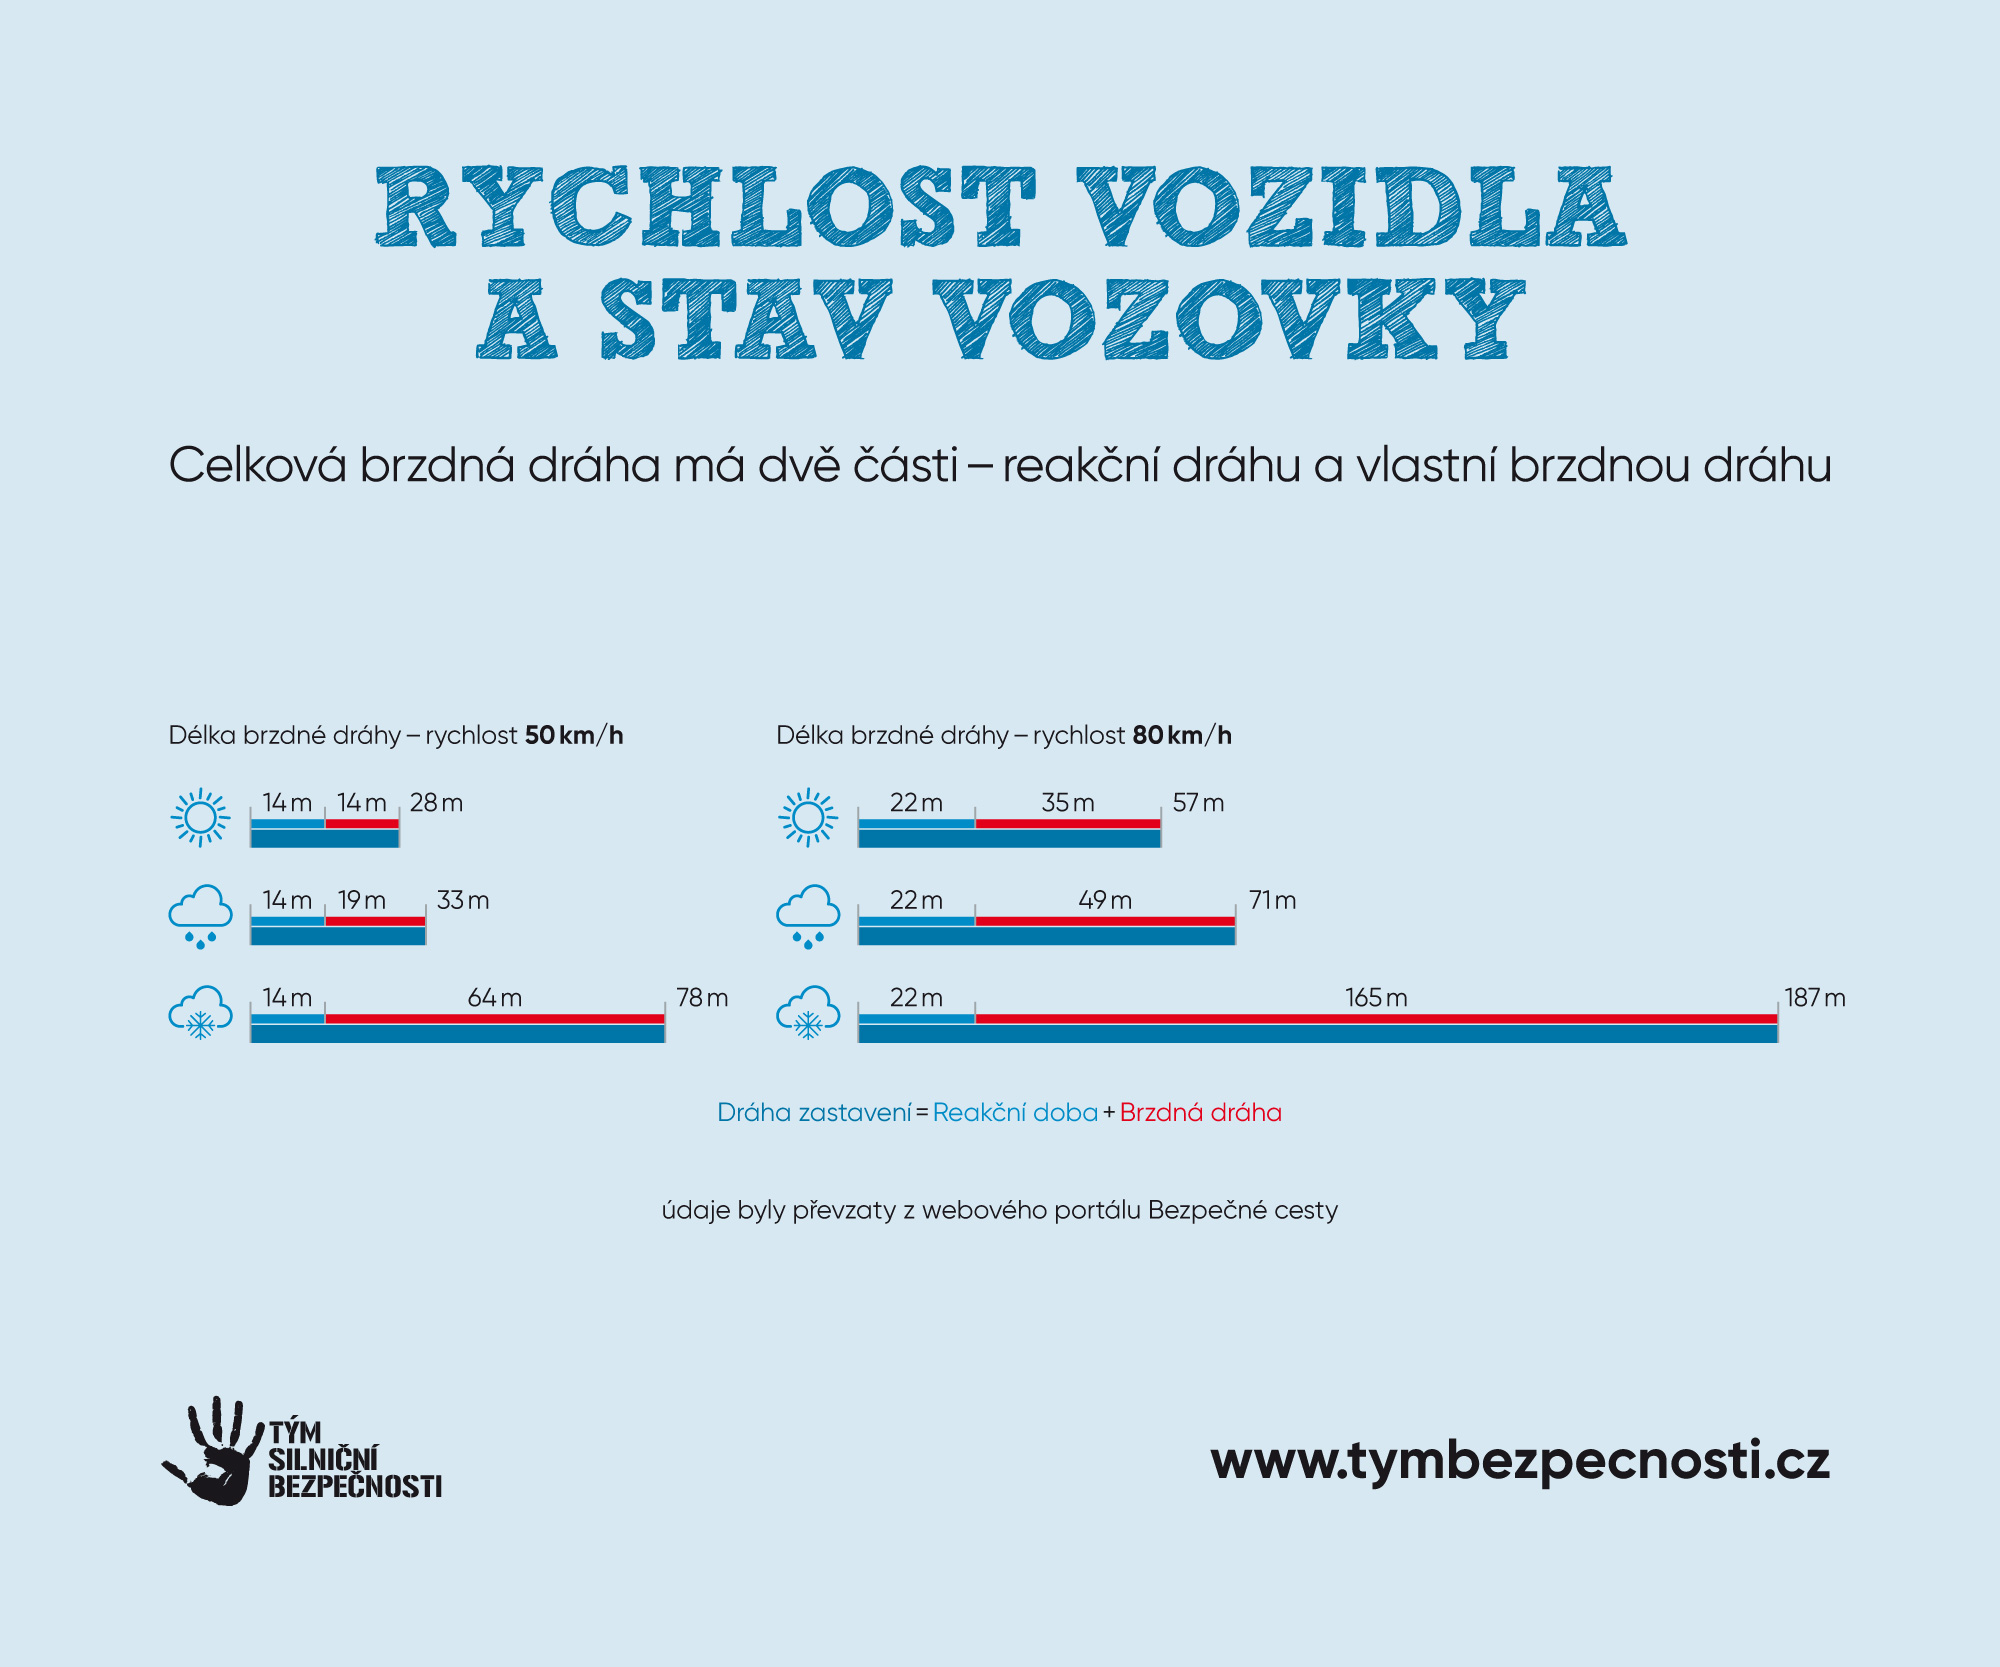 RYCHLOST VOZIDLA
A STAV VOZOVKY
Celková brzdná dráha má dvě části – reakční dráhu a vlastní brzdnou dráhu
Délka brzdné dráhy – rychlost 50 km/h
14 m 14 m 28 m
14 m 19 m 33 m
14 m 64 m 78 m
Délka brzdné dráhy – rychlost 80 km/h
22 m 35 m 57 m
22 m 49 m 71 m
22 m 165 m 187 m
Dráha zastavení = Reakční doba + Brzdná dráha
údaje byly převzaty z webového portálu Bezpečné cesty
TÝM
SILNIČNÍ
BEZPEČNOSTI
www.tymbezpecnosti.cz